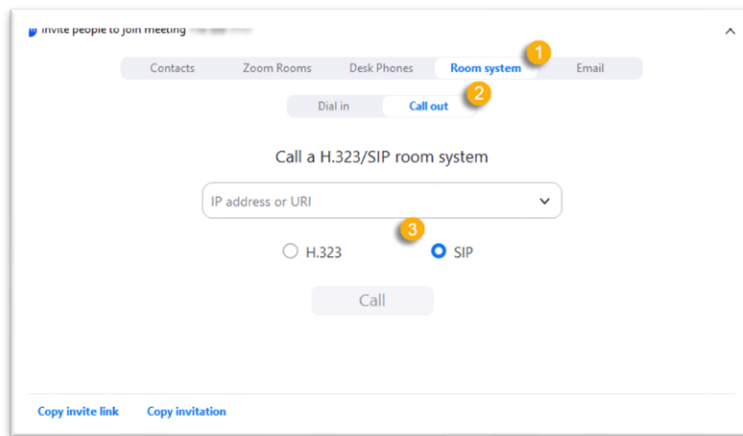 Invite people to join meeting
1
Contacts Zoom Rooms Desk Phones Room system Email
2
Dial in Call out
Call a H.323/SIP room system
IP address or URI
3
H.323 SIP
Call
Copy invite link Copy invitation